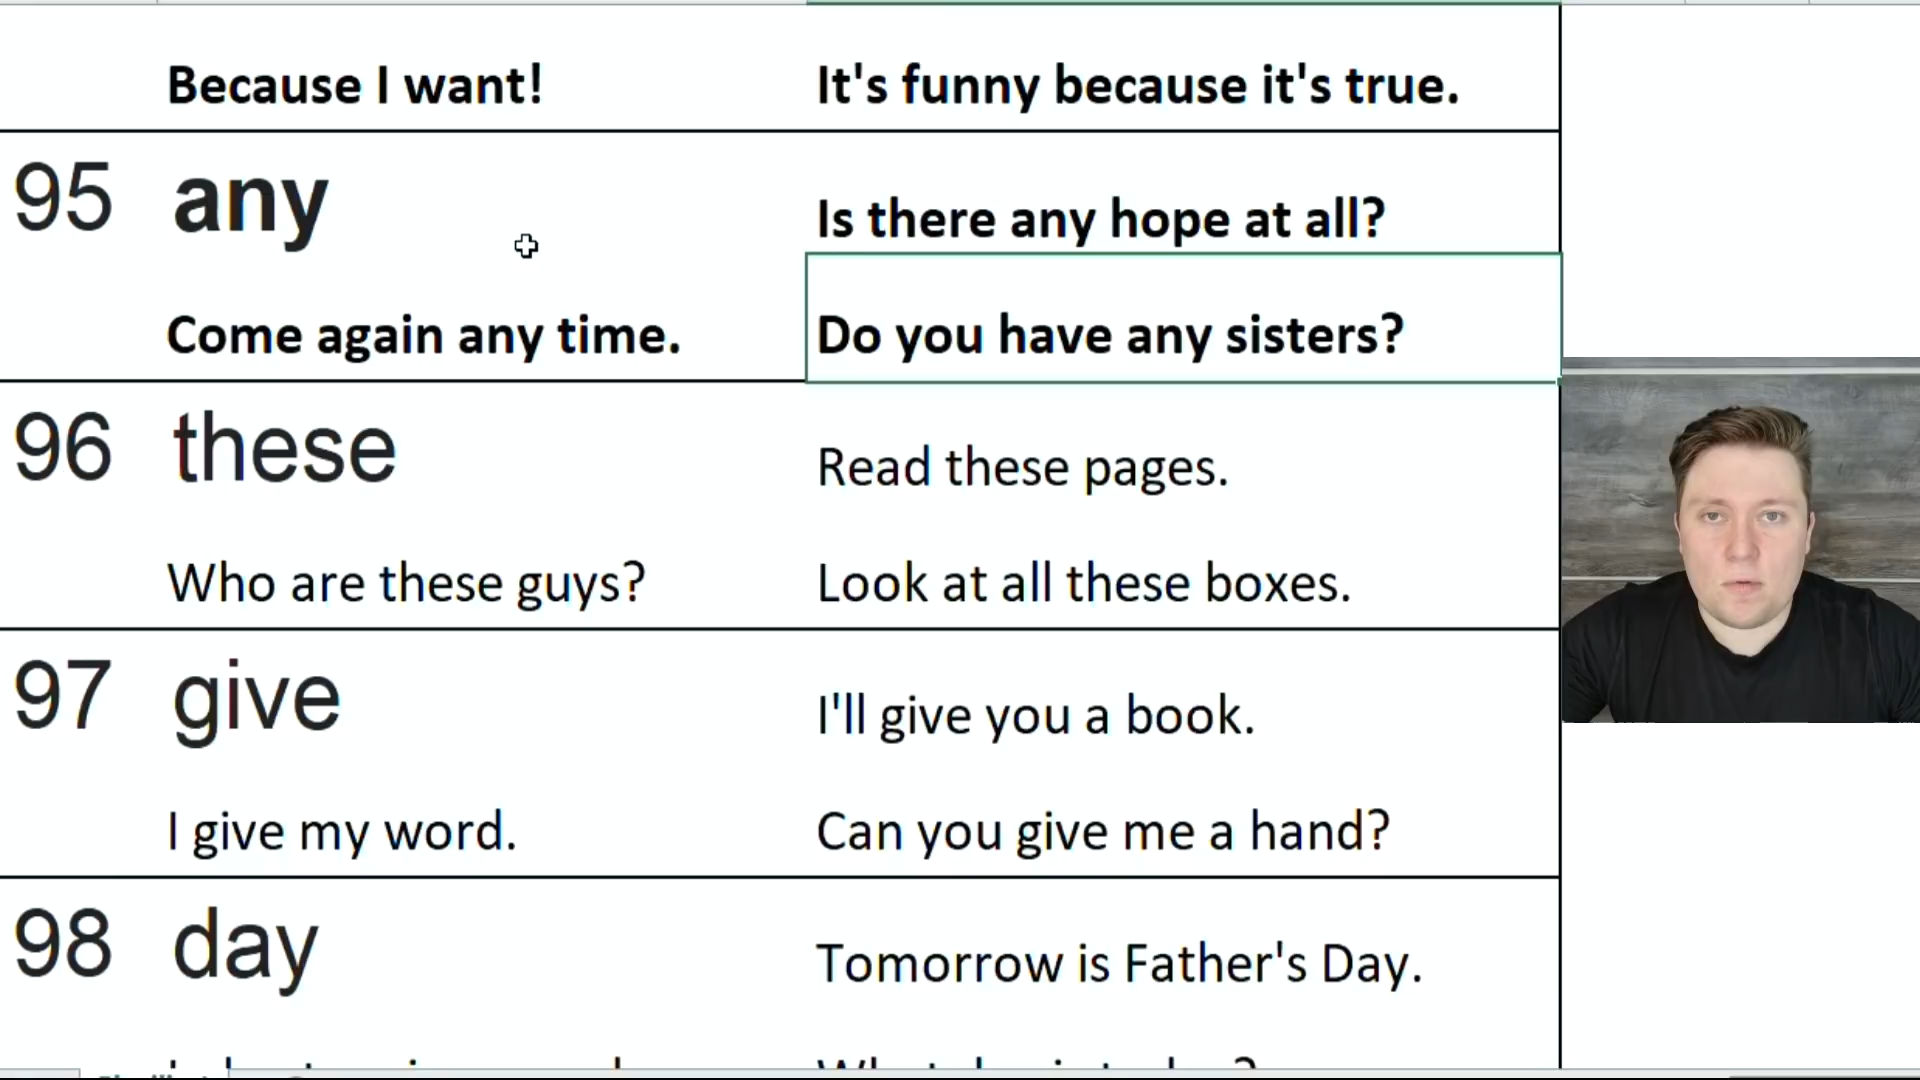 Because I want! It's funny because it's true.
95 any Is there any hope at all?
Come again any time. Do you have any sisters?
96 these Read these pages.
Who are these guys? Look at all these boxes.
97 give I'll give you a book.
I give my word. Can you give me a hand?
98 day Tomorrow is Father's Day.